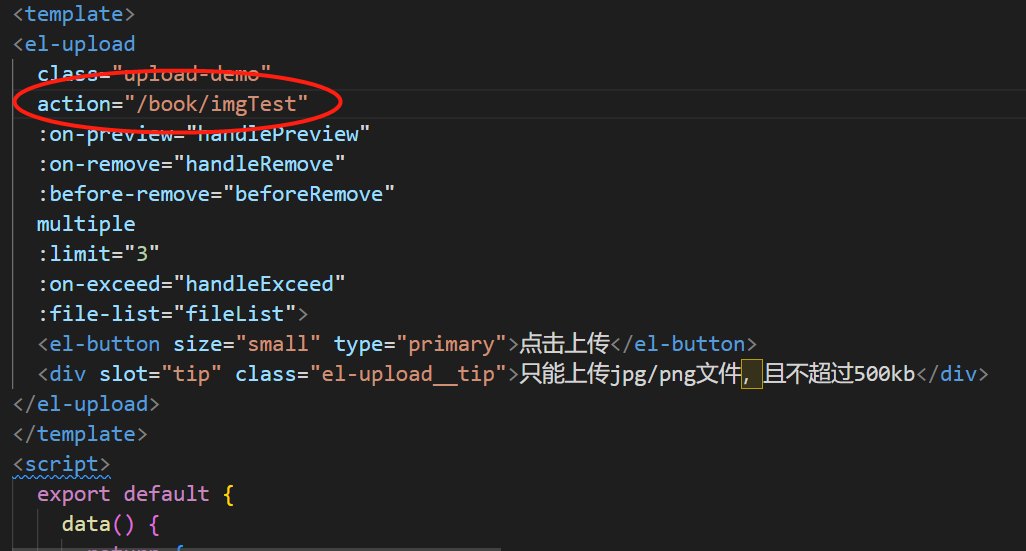 <template>
<el-upload
class="upload-demo"
action="/book/imgTest"
:on-preview="handlePreview"
:on-remove="handleRemove"
:before-remove="beforeRemove"
multiple
:limit="3"
:on-exceed="handleExceed"
:file-list="fileList">
<el-button size="small" type="primary">点击上传</el-button>
<div slot="tip" class="el-upload__tip">只能上传jpg/png文件，且不超过500kb</div>
</el-upload>
</template>
<script>
export default {
data() {
return {